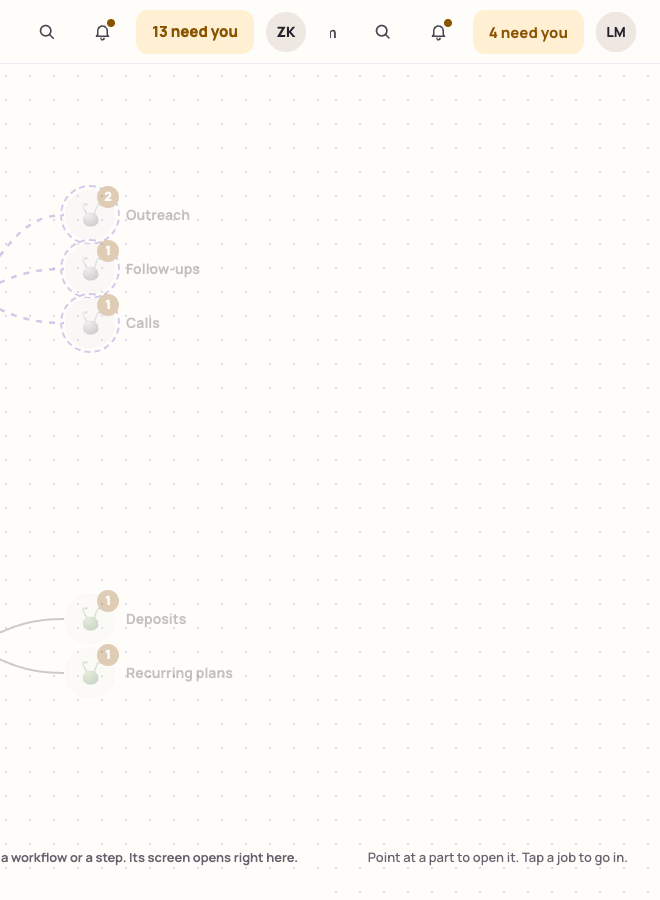 13 need you
ZK
n
4 need you
LM
2
Outreach
1
Follow-ups
1
Calls
1
Deposits
1
Recurring plans
a workflow or a step. Its screen opens right here.
Point at a part to open it. Tap a job to go in.